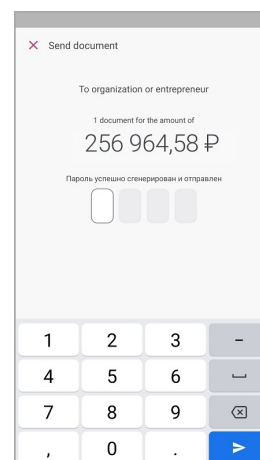 × Send document
To organization or entrepreneur
1 document for the amount of
256 964,58 ₽
Пароль успешно сгенерирован и отправлен
1 2 3 –
4 5 6
7 8 9
, 0 .